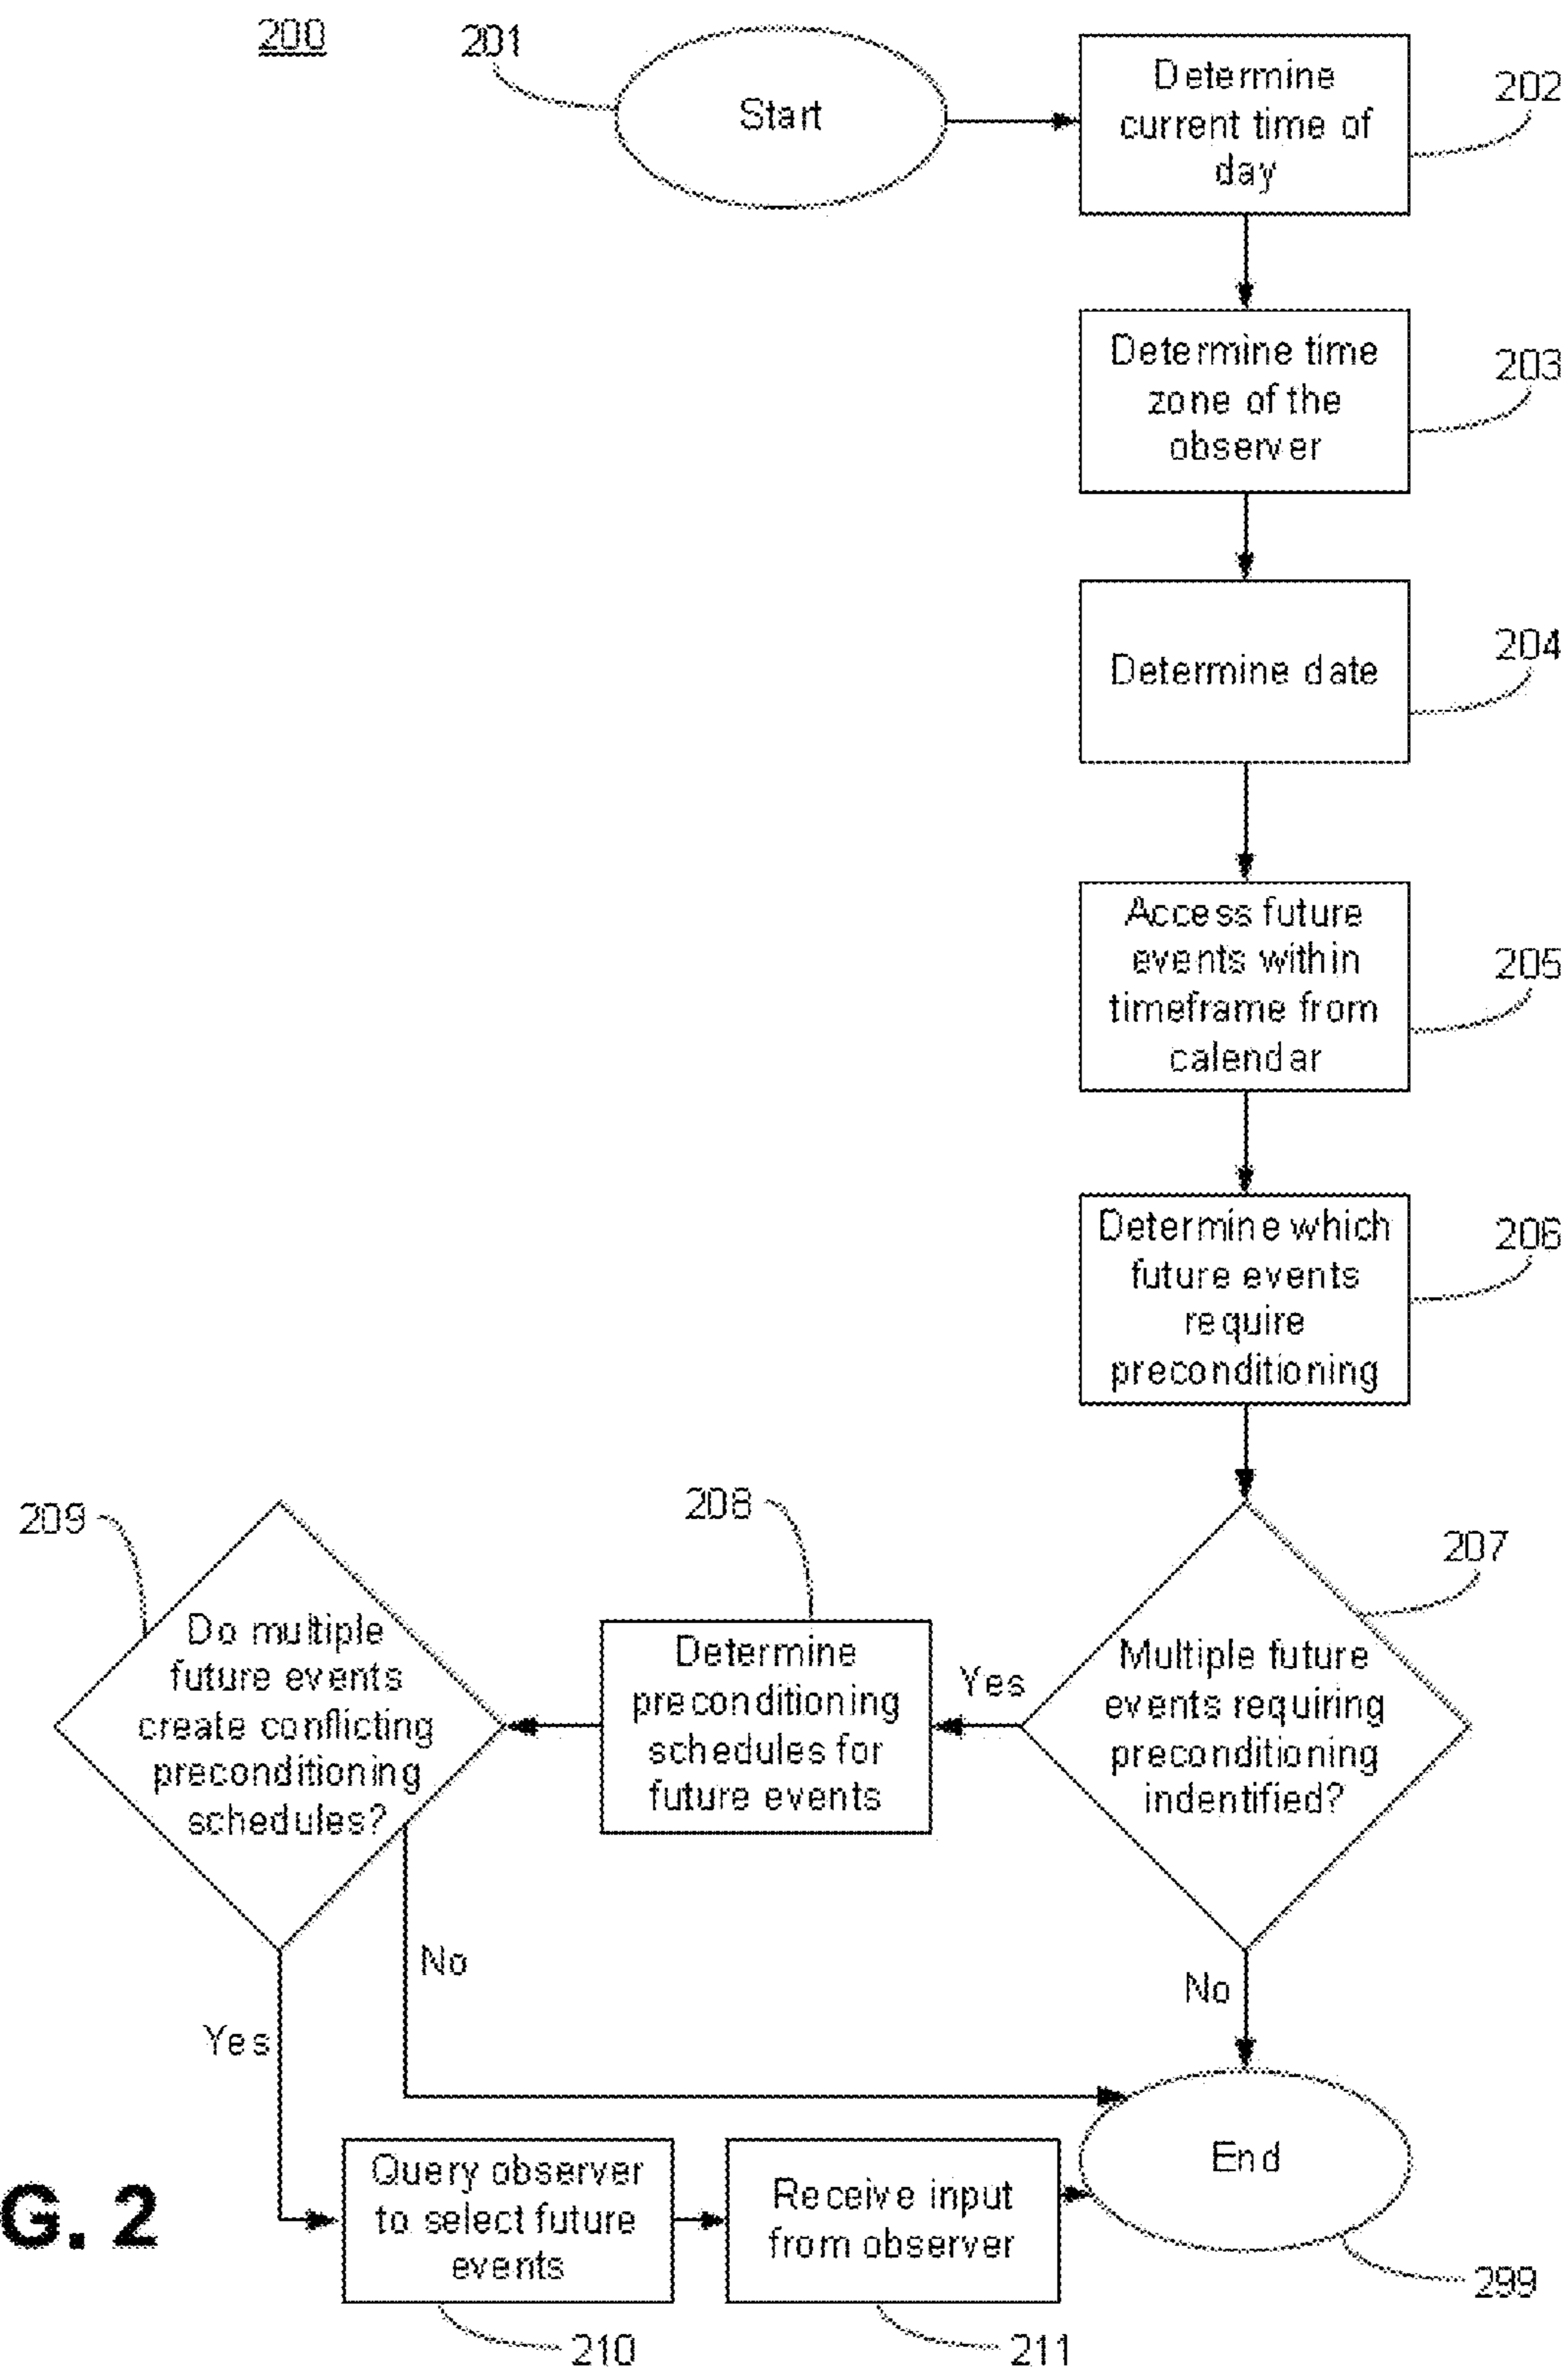 200
201
Start
Determine
current time of
day
202
Determine time
zone of the
observer
203
Determine date
204
Access future
events within
timeframe from
calendar
205
Determine which
future events
require
preconditioning
206
207
Multiple future
events requiring
preconditioning
indentified?
Yes
No
208
Determine
preconditioning
schedules for
future events
209
Do multiple
future events
create conflicting
preconditioning
schedules?
No
Yes
Query observer
to select future
events
210
Receive input
from observer
211
End
299
G. 2